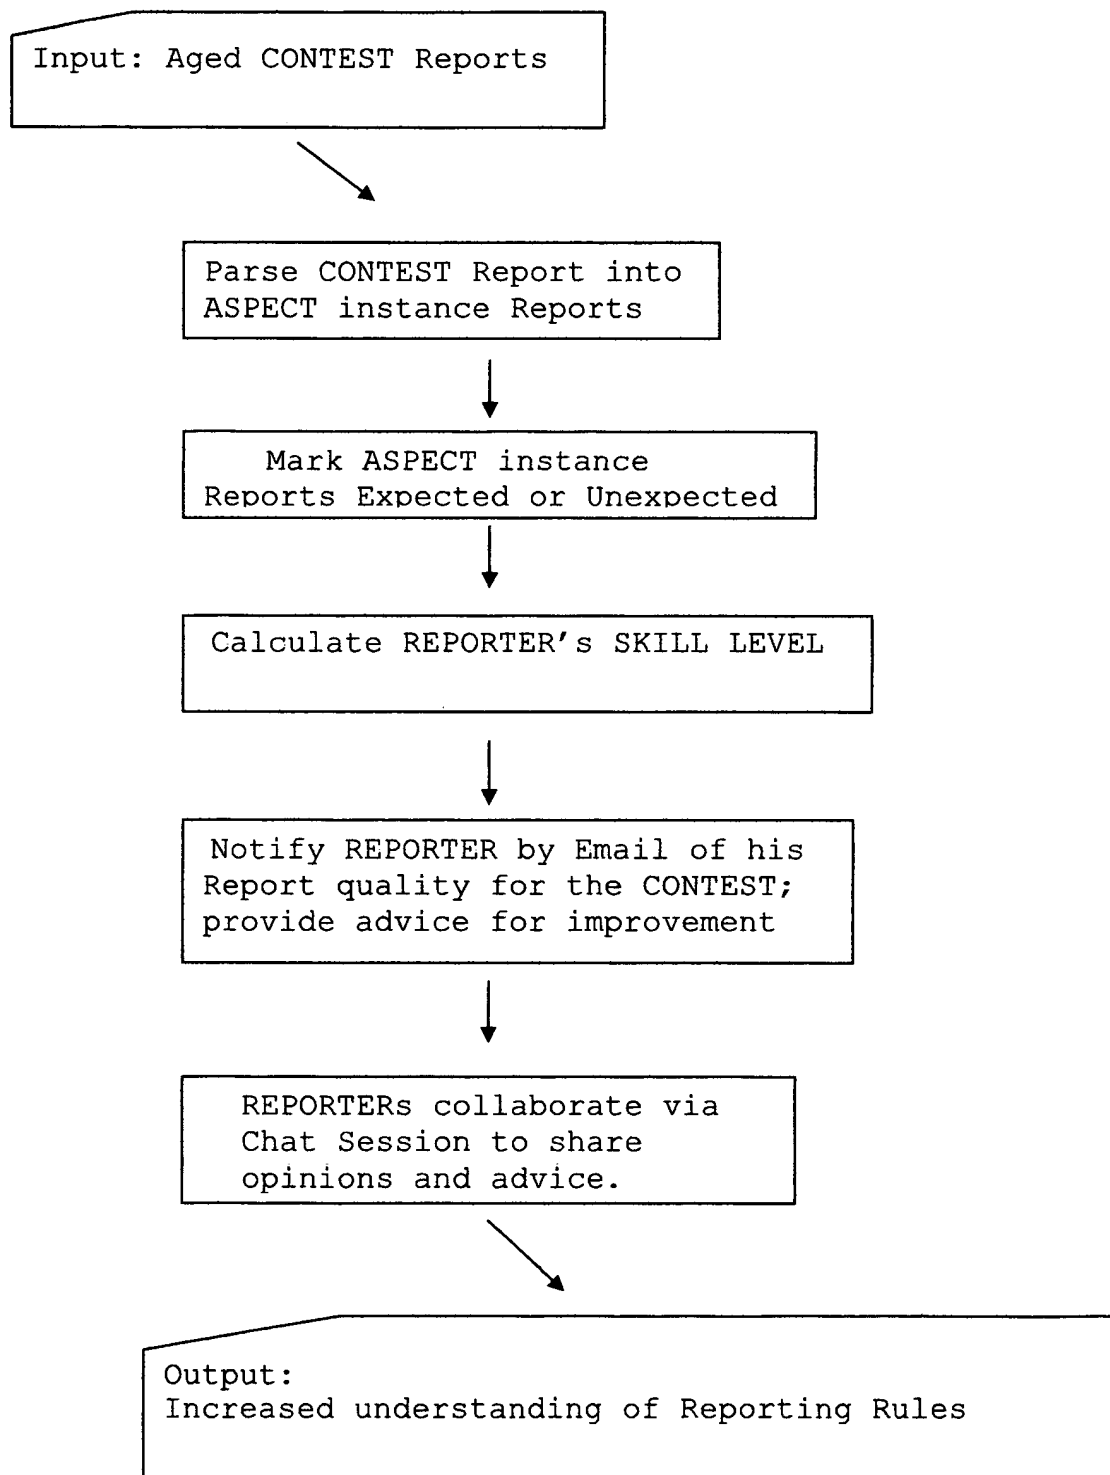 Input: Aged CONTEST Reports
Parse CONTEST Report into
ASPECT instance Reports
Mark ASPECT instance
Reports Expected or Unexpected
Calculate REPORTER's SKILL LEVEL
Notify REPORTER by Email of his
Report quality for the CONTEST;
provide advice for improvement
REPORTERs collaborate via
Chat Session to share
opinions and advice.
Output:
Increased understanding of Reporting Rules